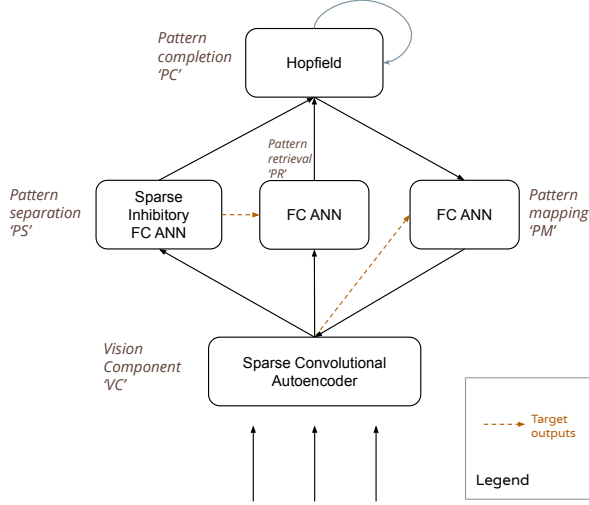 Pattern
completion
‘PC’
Hopfield
Pattern
retrieval
‘PR’
Pattern
separation
‘PS’
Sparse
Inhibitory
FC ANN
FC ANN
FC ANN
Pattern
mapping
‘PM’
Vision
Component
‘VC’
Sparse Convolutional
Autoencoder
Target
outputs
Legend